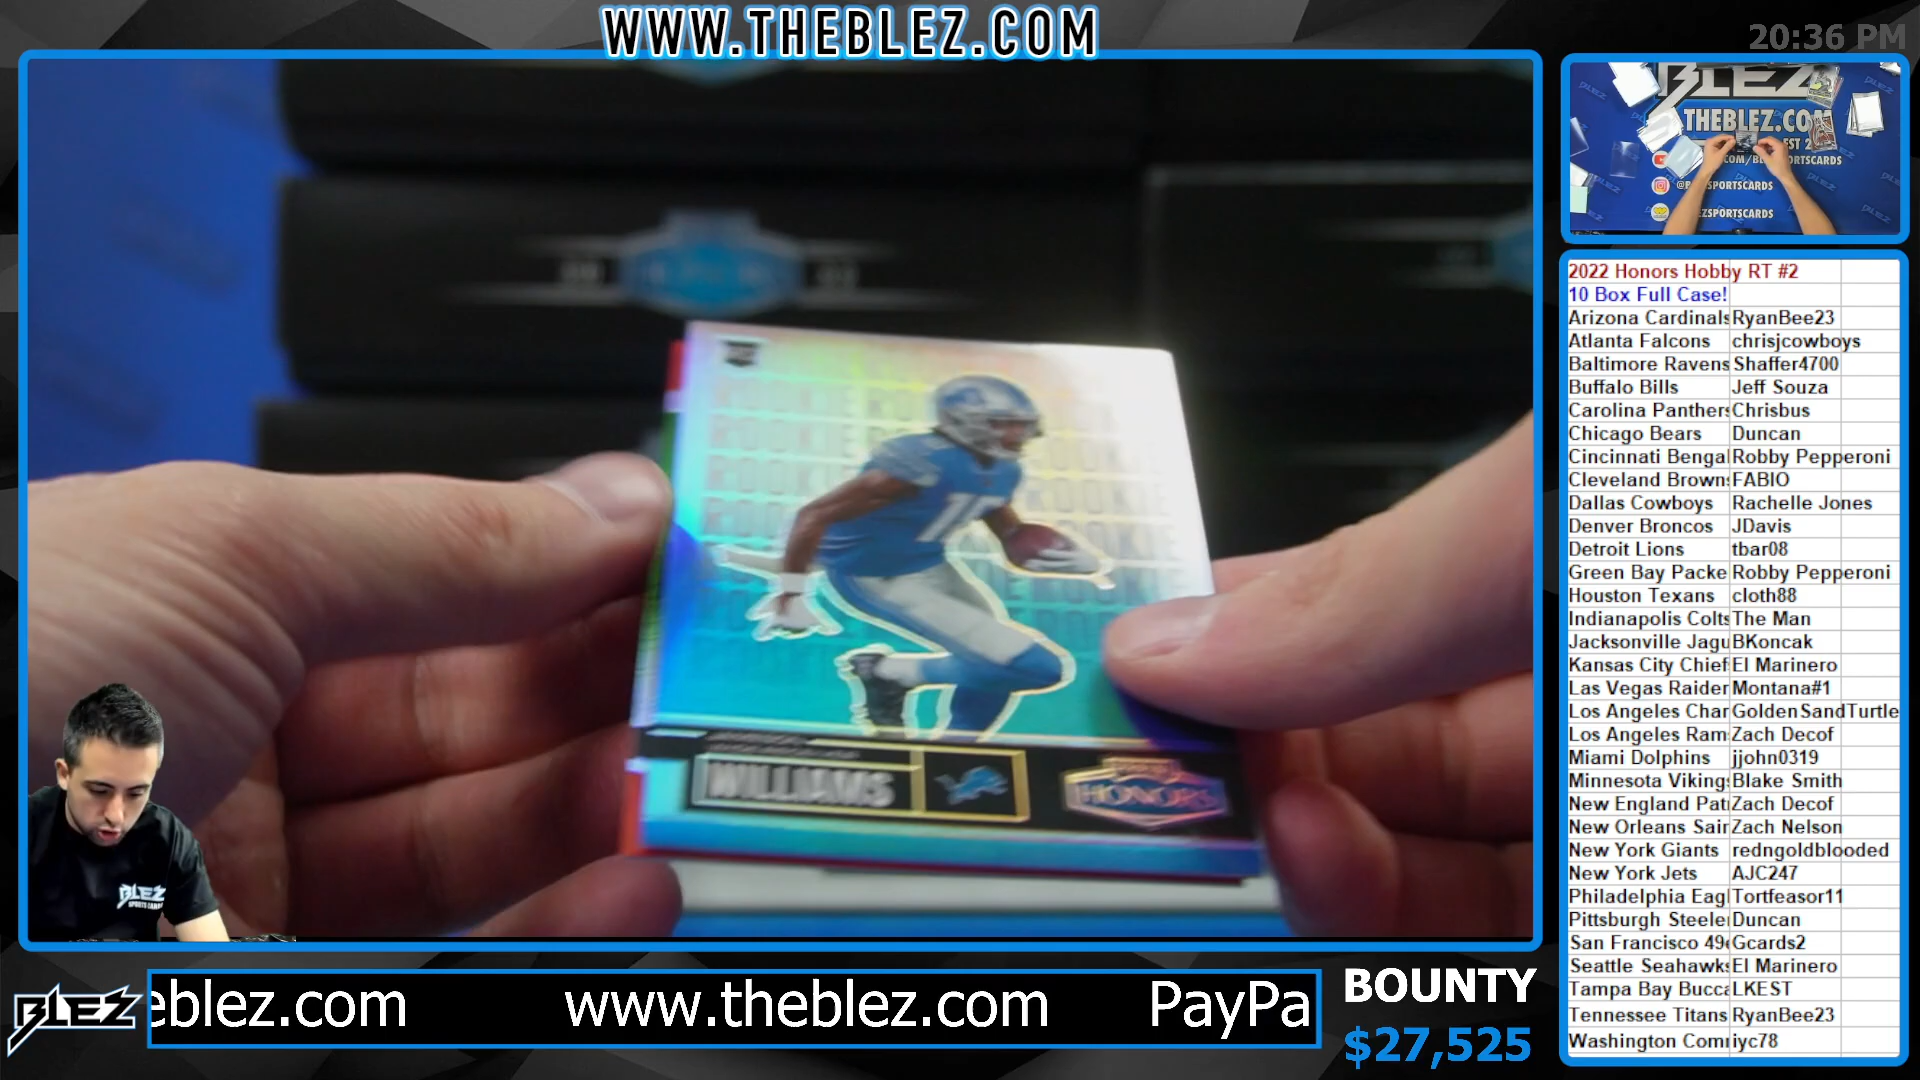 WWW.THEBLEZ.COM
20:36 PM
BLEZ
THEBLEZ.CO
2022 Honors Hobby RT #2
10 Box Full Case!
Arizona Cardinals RyanBee23
Atlanta Falcons chrisjcowboys
Baltimore Ravens Shaffer4700
Buffalo Bills Jeff Souza
Carolina Panthers Chrisbus
Chicago Bears Duncan
Cincinnati Bengal Robby Pepperoni
Cleveland Browns FABIO
Dallas Cowboys Rachelle Jones
Denver Broncos JDavis
Detroit Lions tbar08
Green Bay Packe Robby Pepperoni
Houston Texans cloth88
Indianapolis Colts The Man
Jacksonville Jagu BKoncak
Kansas City Chief El Marinero
Las Vegas Raider Montana#1
Los Angeles Char GoldenSandTurtle
Los Angeles Ram Zach Decof
Miami Dolphins jjohn0319
Minnesota Viking Blake Smith
New England Pat Zach Decof
New Orleans Sain Zach Nelson
New York Giants redngoldblooded
New York Jets AJC247
Philadelphia Eagl Tortfeasor11
Pittsburgh Steele Duncan
San Francisco 49 Gcards2
Seattle Seahawks El Marinero
Tampa Bay Bucca LKEST
Tennessee Titans RyanBee23
Washington Com iyc78
WILLIAMS
HONORS
BLEZ
BLEZ
eblez.com www.theblez.com PayPa
BOUNTY
$27,525